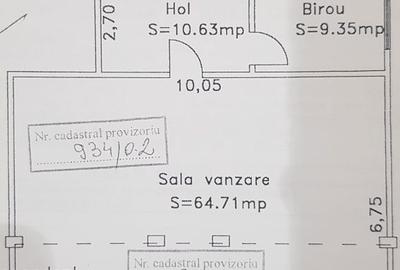 Hol
Birou
2,70
S=10.63mp
S=9.35mp
10,05
Nr. cadastral provizoriu
934/0.2
Sala vanzare
S=64.71mp
6,75
Nr. cadastral provizoriu